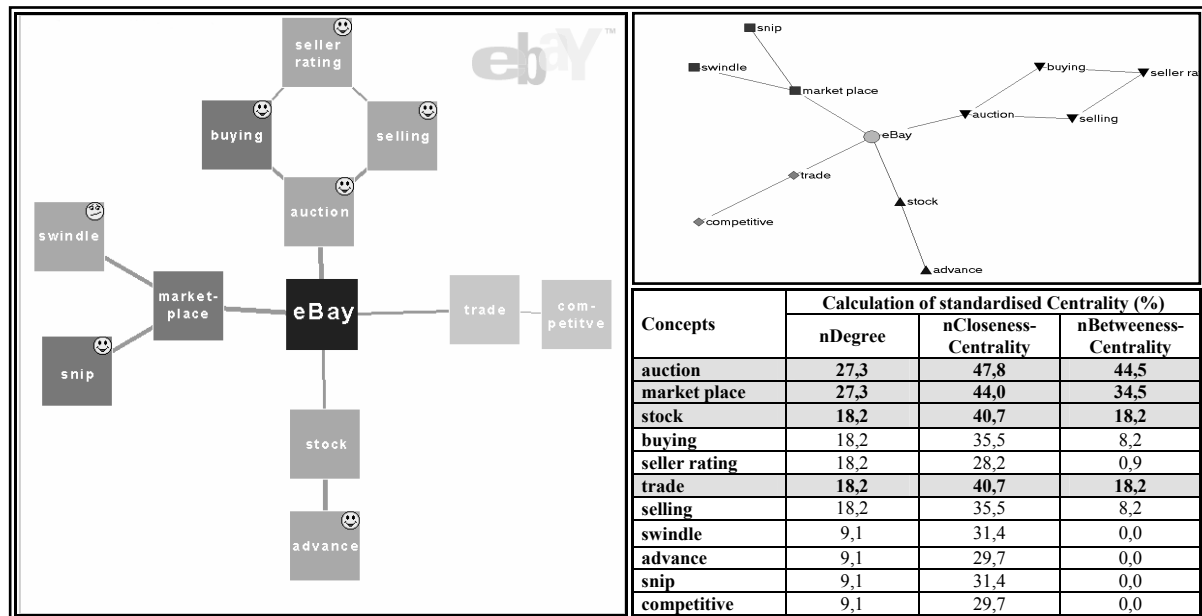 seller
rating
ebaY™
buying
selling
auction
swindle
market-
place
eBay
trade
com-
petitve
snip
stock
advance
snip
swindle
market place
buying
seller ra
auction
selling
eBay
trade
stock
competitive
advance
Concepts
Calculation of standardised Centrality (%)
nDegree
nCloseness-
Centrality
nBetweeness-
Centrality
auction 27,3 47,8 44,5
market place 27,3 44,0 34,5
stock 18,2 40,7 18,2
buying 18,2 35,5 8,2
seller rating 18,2 28,2 0,9
trade 18,2 40,7 18,2
selling 18,2 35,5 8,2
swindle 9,1 31,4 0,0
advance 9,1 29,7 0,0
snip 9,1 31,4 0,0
competitive 9,1 29,7 0,0